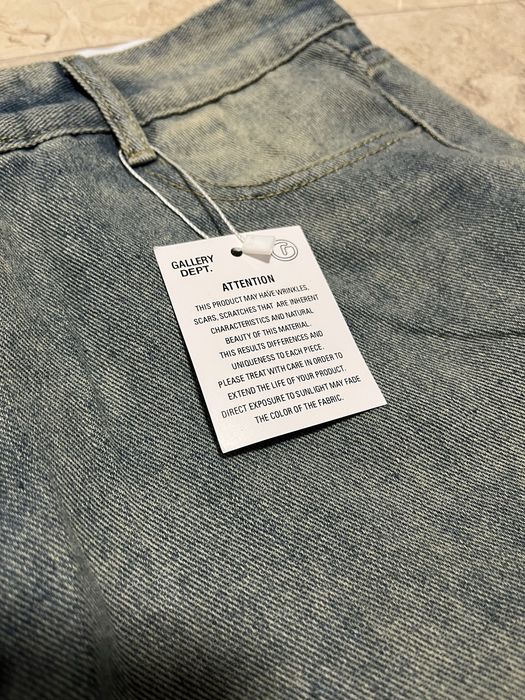 GALLERY
DEPT.
G
ATTENTION
THIS PRODUCT MAY HAVE WRINKLES,
SCARS, SCRATCHES THAT ARE INHERENT
CHARACTERISTICS AND NATURAL
BEAUTY OF THIS MATERIAL.
THIS RESULTS DIFFERENCES AND
UNIQUENESS TO EACH PIECE.
PLEASE TREAT WITH CARE IN ORDER TO
EXTEND THE LIFE OF YOUR PRODUCT.
DIRECT EXPOSURE TO SUNLIGHT MAY FADE
THE COLOR OF THE FABRIC.